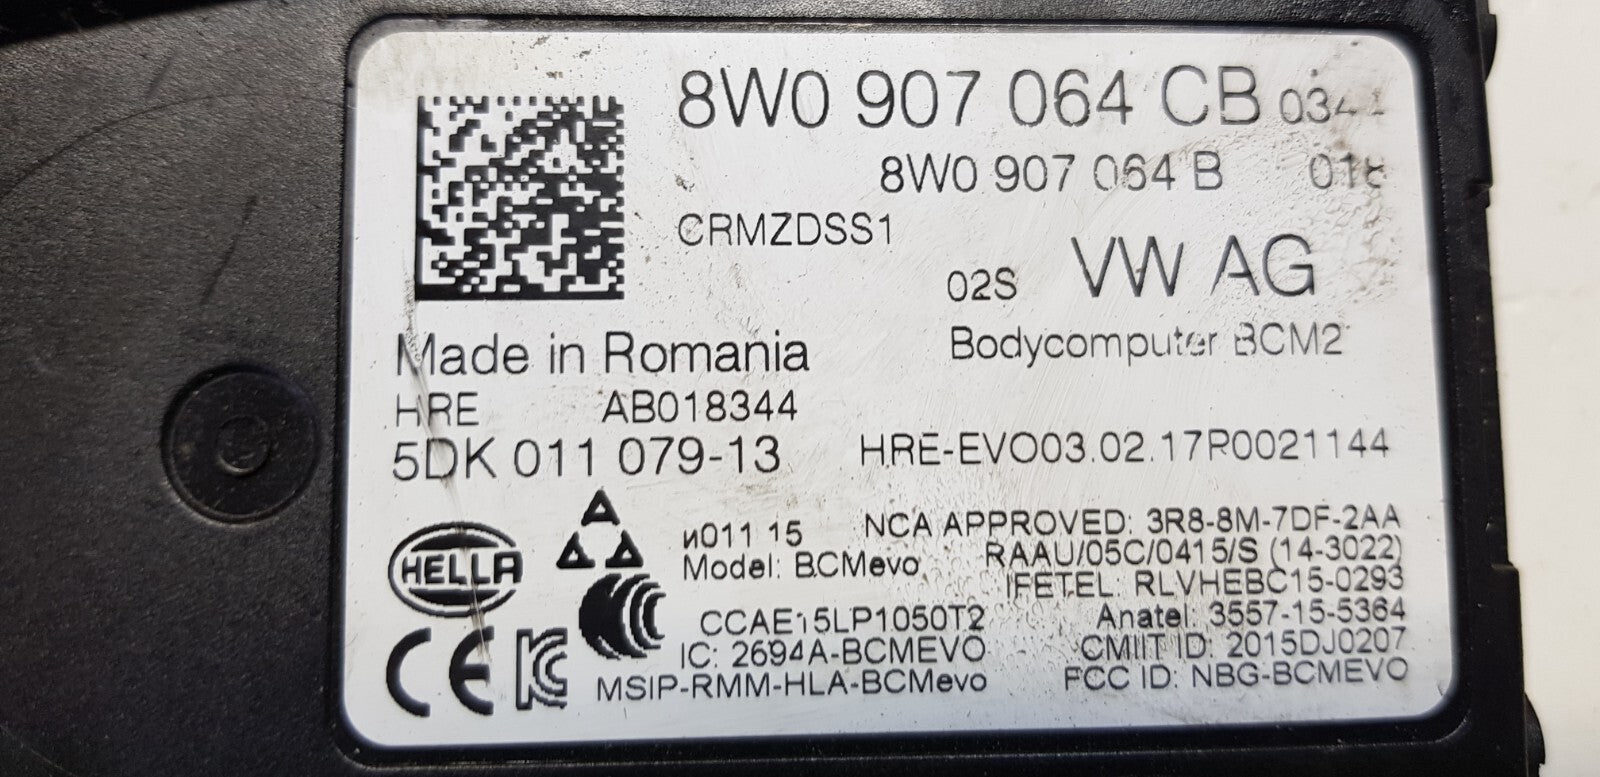 8W0 907 064 CB
8W0 907 064 B
CRMZDSS1
02S VW AG
Made in Romania Bodycomputer BCM2
HRE AB018344
5DK 011 079-13 HRE-EVO03.02.17R0021144
и011 15 NCA APPROVED: 3R8-8M-7DF-2AA
RAAU/05C/0415/S (14-3022)
Model: BCMevo IFETEL: RLVHEBC15-0293
HELLA
CCAE15LP1050T2 Anatel: 3557-15-5364
IC: 2694A-BCMEVO CMIIT ID: 2015DJ0207
MSIP-RMM-HLA-BCMevo FCC ID: NBG-BCMEVO
CE